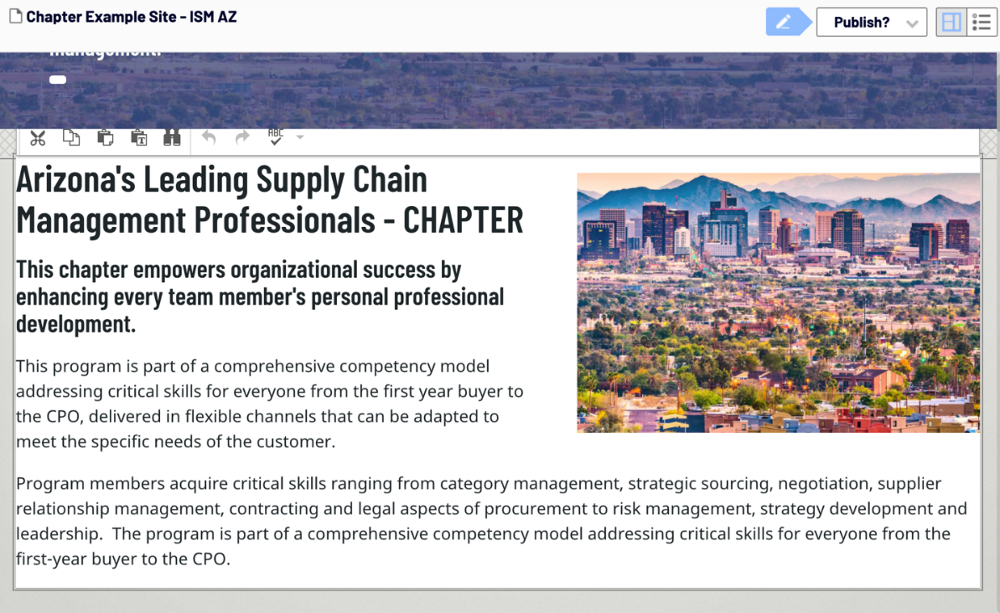 Chapter Example Site - ISM AZ
Publish?
management.
ABC
Arizona's Leading Supply Chain
Management Professionals - CHAPTER
This chapter empowers organizational success by
enhancing every team member's personal professional
development.
This program is part of a comprehensive competency model
addressing critical skills for everyone from the first year buyer to
the CPO, delivered in flexible channels that can be adapted to
meet the specific needs of the customer.
Program members acquire critical skills ranging from category management, strategic sourcing, negotiation, supplier
relationship management, contracting and legal aspects of procurement to risk management, strategy development and
leadership.  The program is part of a comprehensive competency model addressing critical skills for everyone from the
first-year buyer to the CPO.